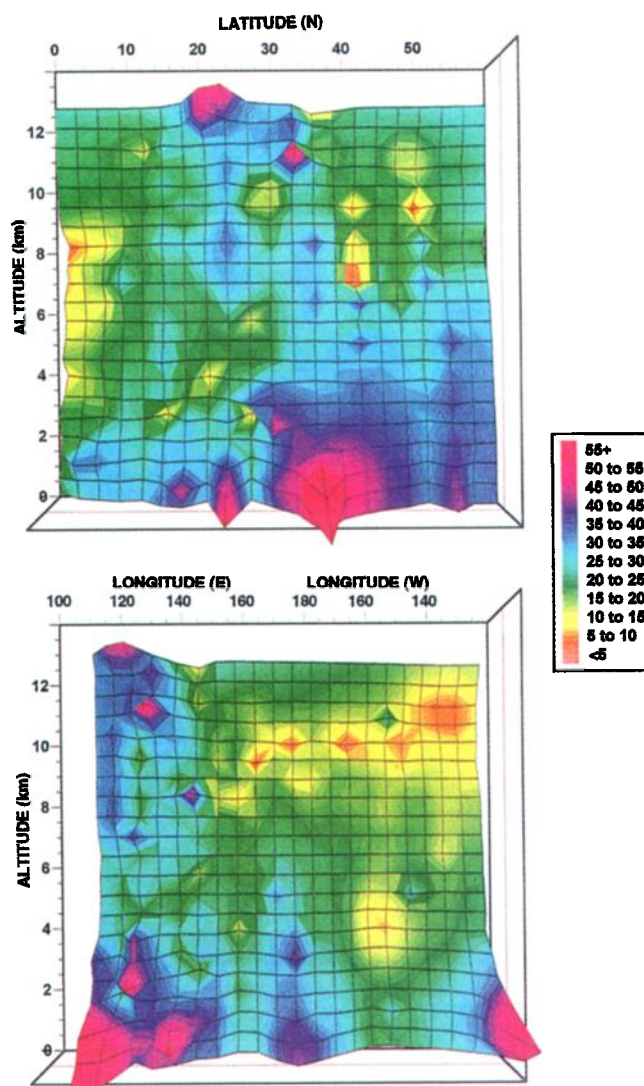 LATITUDE (N)
0 10 20 30 40 50
12
10
8
6
4
2
0
ALTITUDE (km)
55+
50 to 55
45 to 50
40 to 45
35 to 40
30 to 35
25 to 30
20 to 25
15 to 20
10 to 15
5 to 10
<5
LONGITUDE (E) LONGITUDE (W)
100 120 140 160 180 160 140
12
10
8
6
4
2
0
ALTITUDE (km)